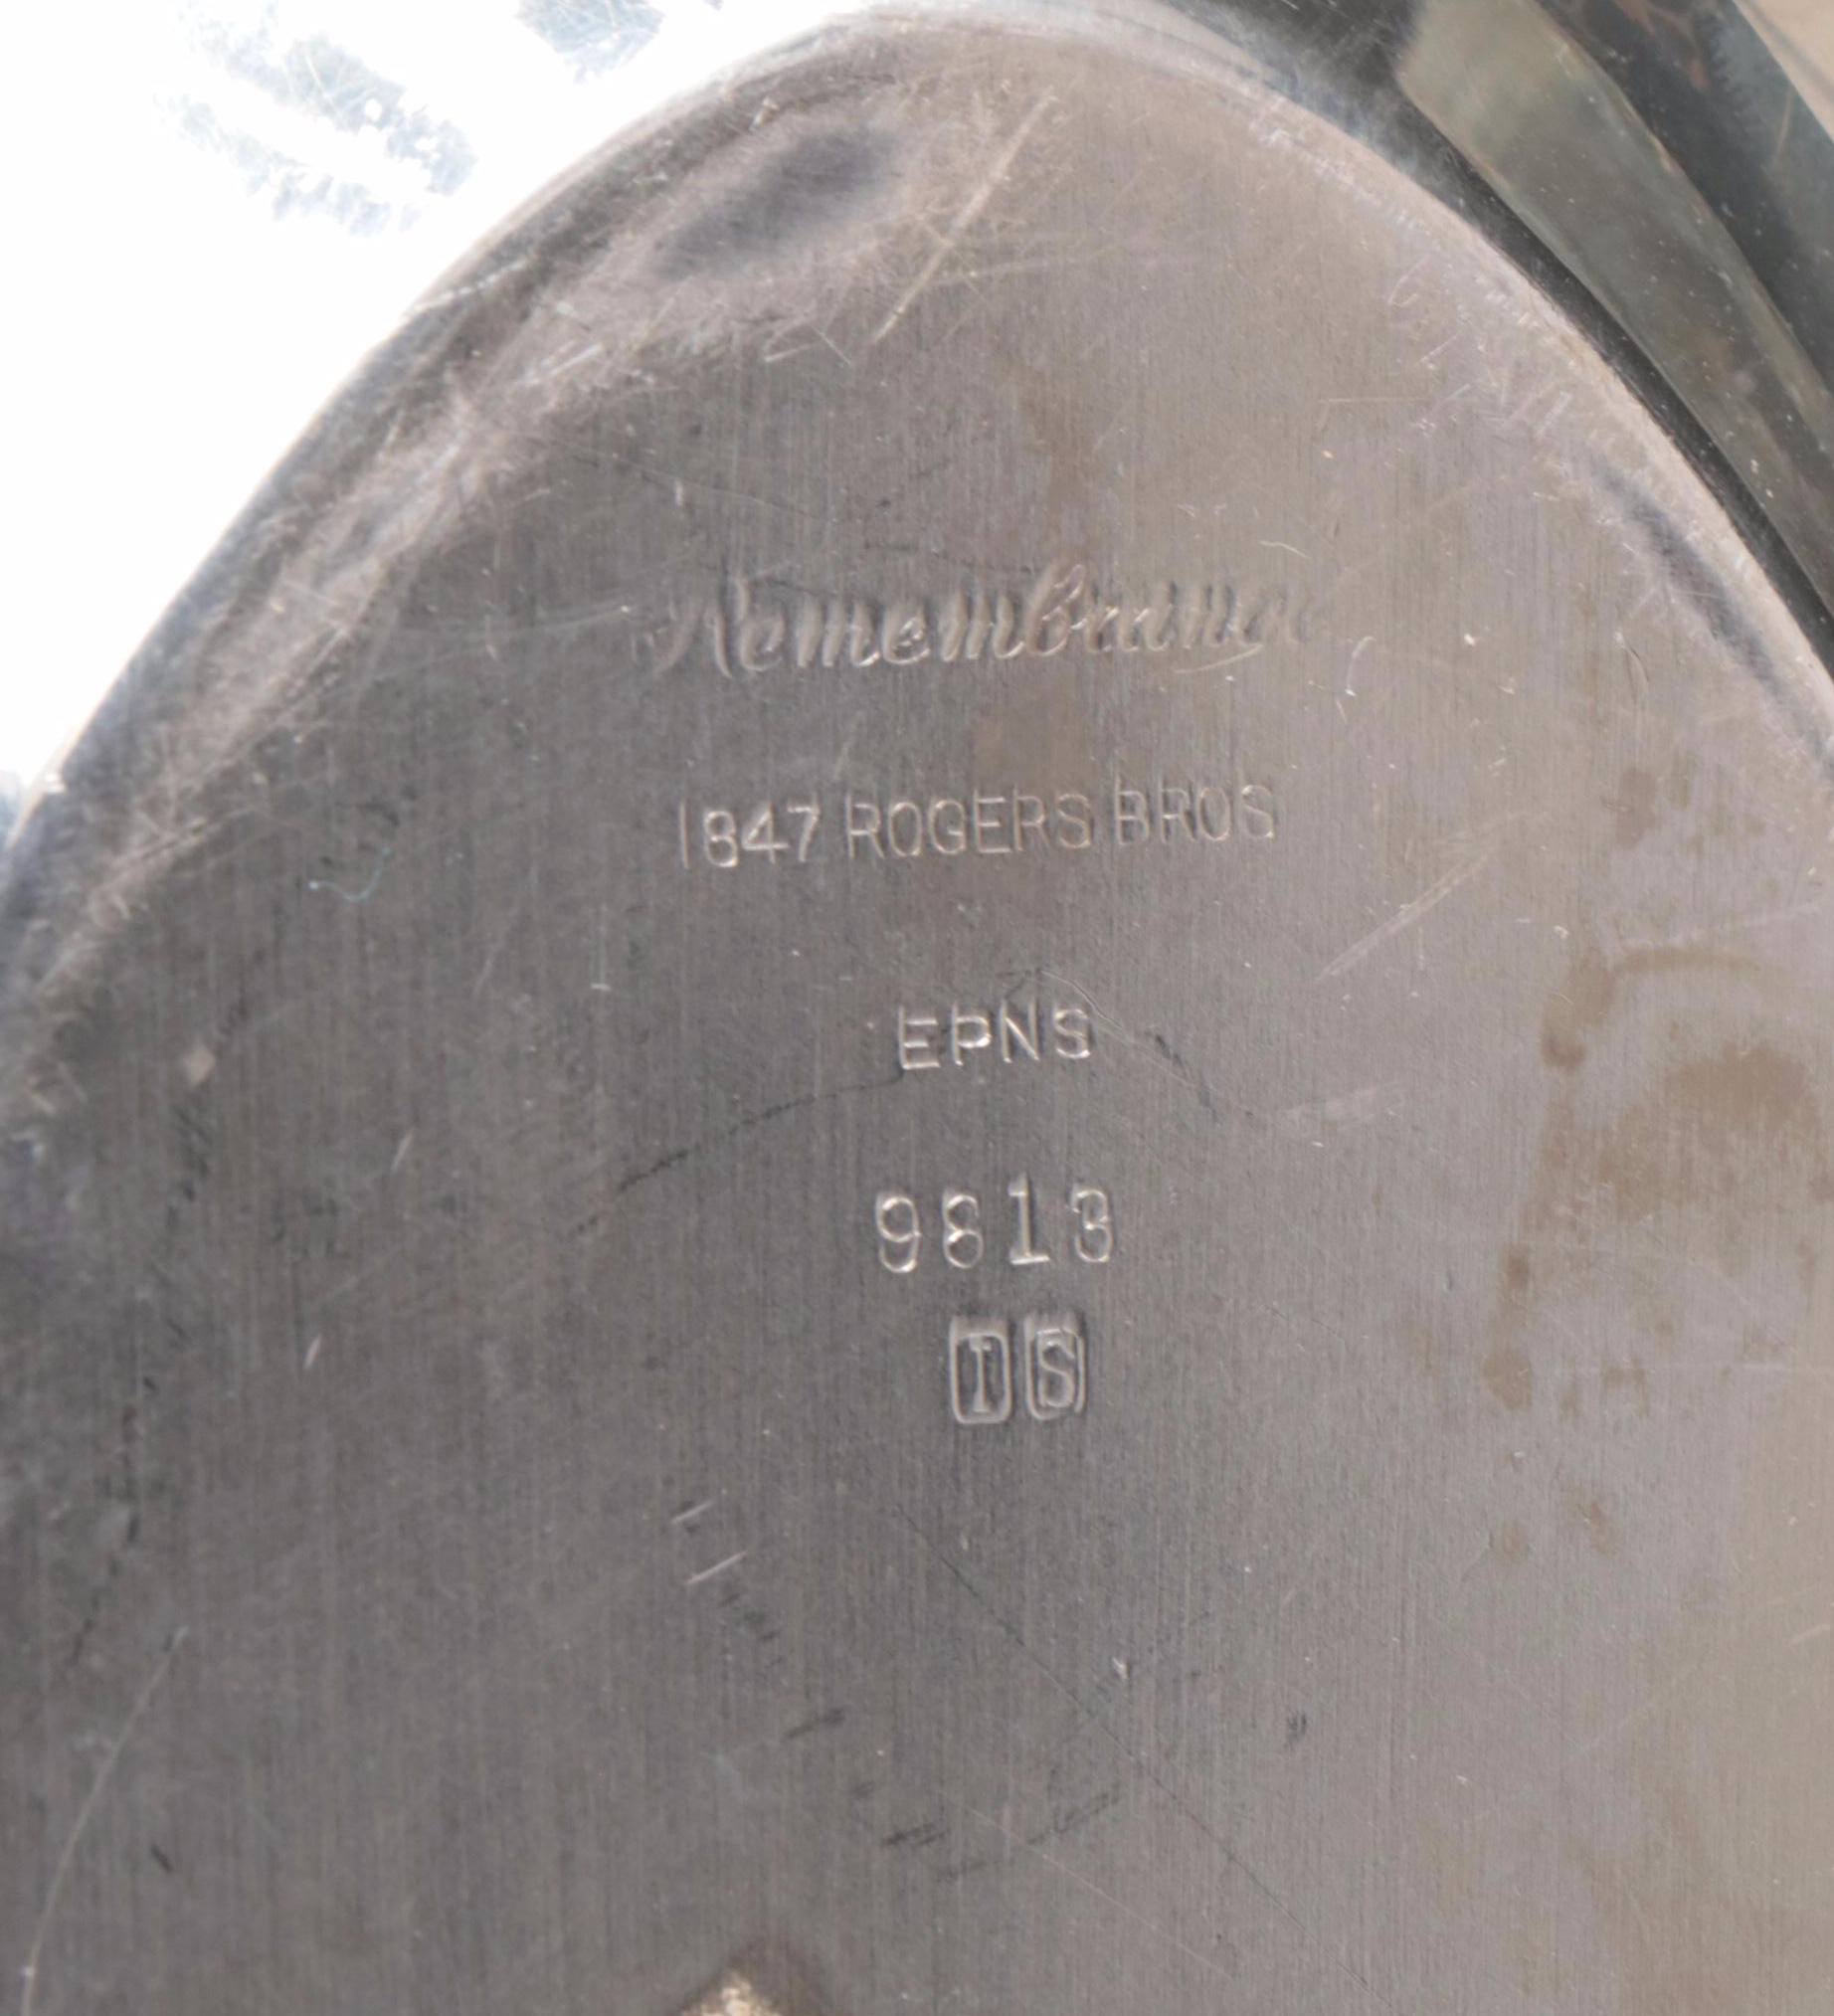 Remembrance
1847 ROGERS BROS
EPNS
9813
IS